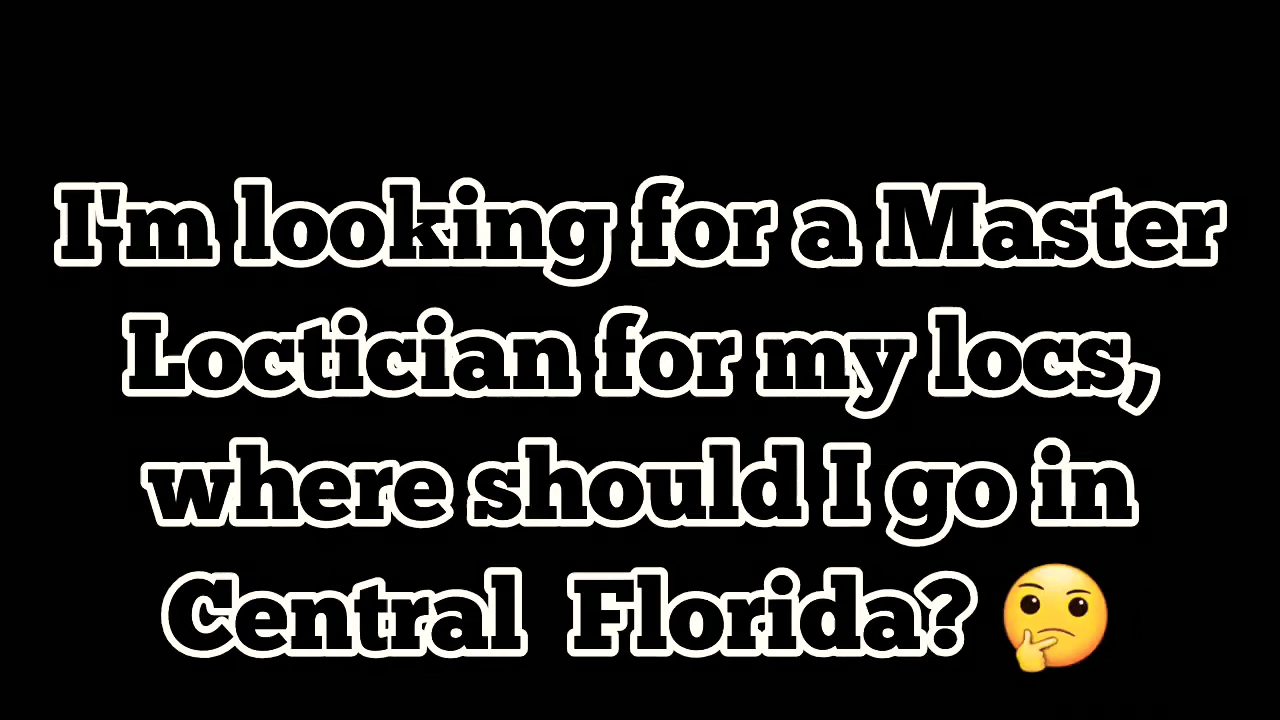 I'm looking for a Master
Loctician for my locs,
where should I go in
Central  Florida? 🤔